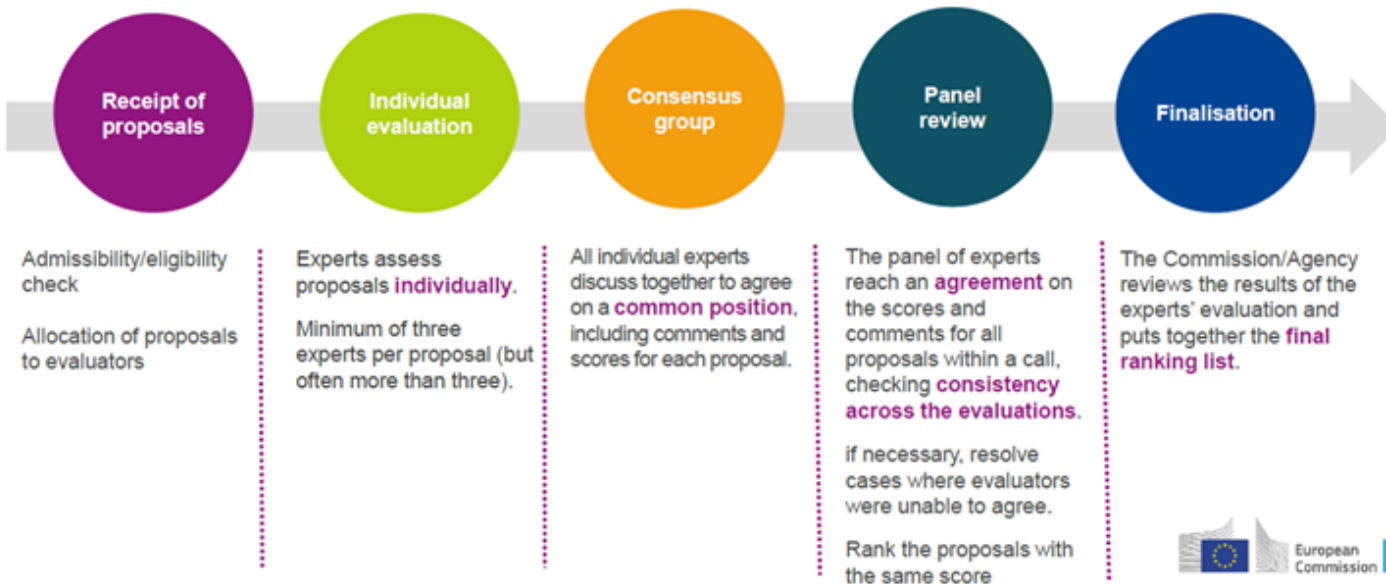 Receipt of
proposals
Individual
evaluation
Consensus
group
Panel
review
Finalisation
Admissibility/eligibility
check
Allocation of proposals
to evaluators
Experts assess
proposals individually.
Minimum of three
experts per proposal (but
often more than three).
All individual experts
discuss together to agree
on a common position,
including comments and
scores for each proposal.
The panel of experts
reach an agreement on
the scores and
comments for all
proposals within a call,
checking consistency
across the evaluations.
if necessary, resolve
cases where evaluators
were unable to agree.
Rank the proposals with
the same score
The Commission/Agency
reviews the results of the
experts' evaluation and
puts together the final
ranking list.
European
Commission